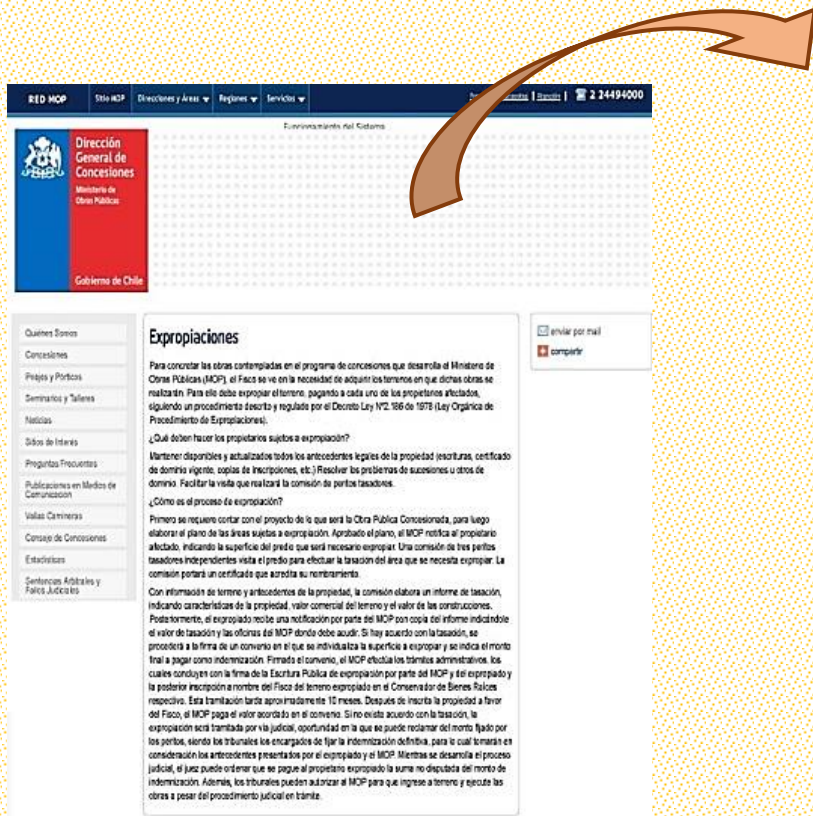 RED MOP
Sitio MOP
Direcciones y Áreas
Regiones
Servicios
| 2 24494000
Funcionamiento del Sistema
Dirección
General de
Concesiones
Ministerio de
Obras Públicas
Gobierno de Chile
Quiénes Somos
Concesiones
Peajes y Pórticos
Seminarios y Talleres
Noticias
Sitios de Interés
Preguntas Frecuentes
Publicaciones en Medios de
Comunicacion
Vallas Camineras
Consejo de Concesiones
Estadísticas
Sentencias Arbitrales y
Fallos Judiciales
Expropiaciones
Para concretar las obras contempladas en el programa de concesiones que desarrolla el Ministerio de
Obras Públicas (MOP), el Fisco se ve en la necesidad de adquirir los terrenos en que dichas obras se
realizarán. Para ello debe expropiar el terreno, pagando a cada uno de los propietarios afectados,
siguiendo un procedimiento descrito y regulado por el Decreto Ley Nº2.186 de 1978 (Ley Orgánica de
Procedimiento de Expropiaciones).
¿Qué deben hacer los propietarios sujetos a expropiación?
Mantener disponibles y actualizados todos los antecedentes legales de la propiedad (escrituras, certificado
de dominio vigente, copias de inscripciones, etc.) Resolver los problemas de sucesiones u otros de
dominio. Facilitar la visita que realizará la comisión de peritos tasadores.
¿Cómo es el proceso de expropiación?
Primero se requiere contar con el proyecto de lo que será la Obra Pública Concesionada, para luego
elaborar el plano de las áreas sujetas a expropiación. Aprobado el plano, el MOP notifica al propietario
afectado, indicando la superficie del predio que será necesario expropiar. Una comisión de tres peritos
tasadores independientes visita el predio para efectuar la tasación del área que se necesita expropiar. La
comisión portará un certificado que acredita su nombramiento.
Con información de terreno y antecedentes de la propiedad, la comisión elabora un informe de tasación,
indicando características de la propiedad, valor comercial del terreno y el valor de las construcciones.
Posteriormente, el expropiado recibe una notificación por parte del MOP con copia del informe indicándole
el valor de tasación y las oficinas del MOP donde debe acudir. Si hay acuerdo con la tasación, se
procederá a la firma de un convenio en el que se individualiza la superficie a expropiar y se indica el monto
final a pagar como indemnización. Firmado el convenio, el MOP efectúa los trámites administrativos, los
cuales concluyen con la firma de la Escritura Pública de expropiación por parte del MOP y del expropiado y
la posterior inscripción a nombre del Fisco del terreno expropiado en el Conservador de Bienes Raíces
respectivo. Esta tramitación tarda aproximadamente 10 meses. Después de inscrita la propiedad a favor
del Fisco, el MOP paga el valor acordado en el convenio. Si no existe acuerdo con la tasación, la
expropiación será tramitada por vía judicial, oportunidad en la que se puede reclamar del monto fijado por
los peritos, siendo los tribunales los encargados de fijar la indemnización definitiva, para lo cual tomarán en
consideración los antecedentes presentados por el expropiado y el MOP. Mientras se desarrolla el proceso
judicial, el juez puede ordenar que se pague al propietario expropiado la suma no disputada del monto de
indemnización. Además, los tribunales pueden autorizar al MOP para que ingrese a terreno y ejecute las
obras a pesar del procedimiento judicial en trámite.
enviar por mail
compartir